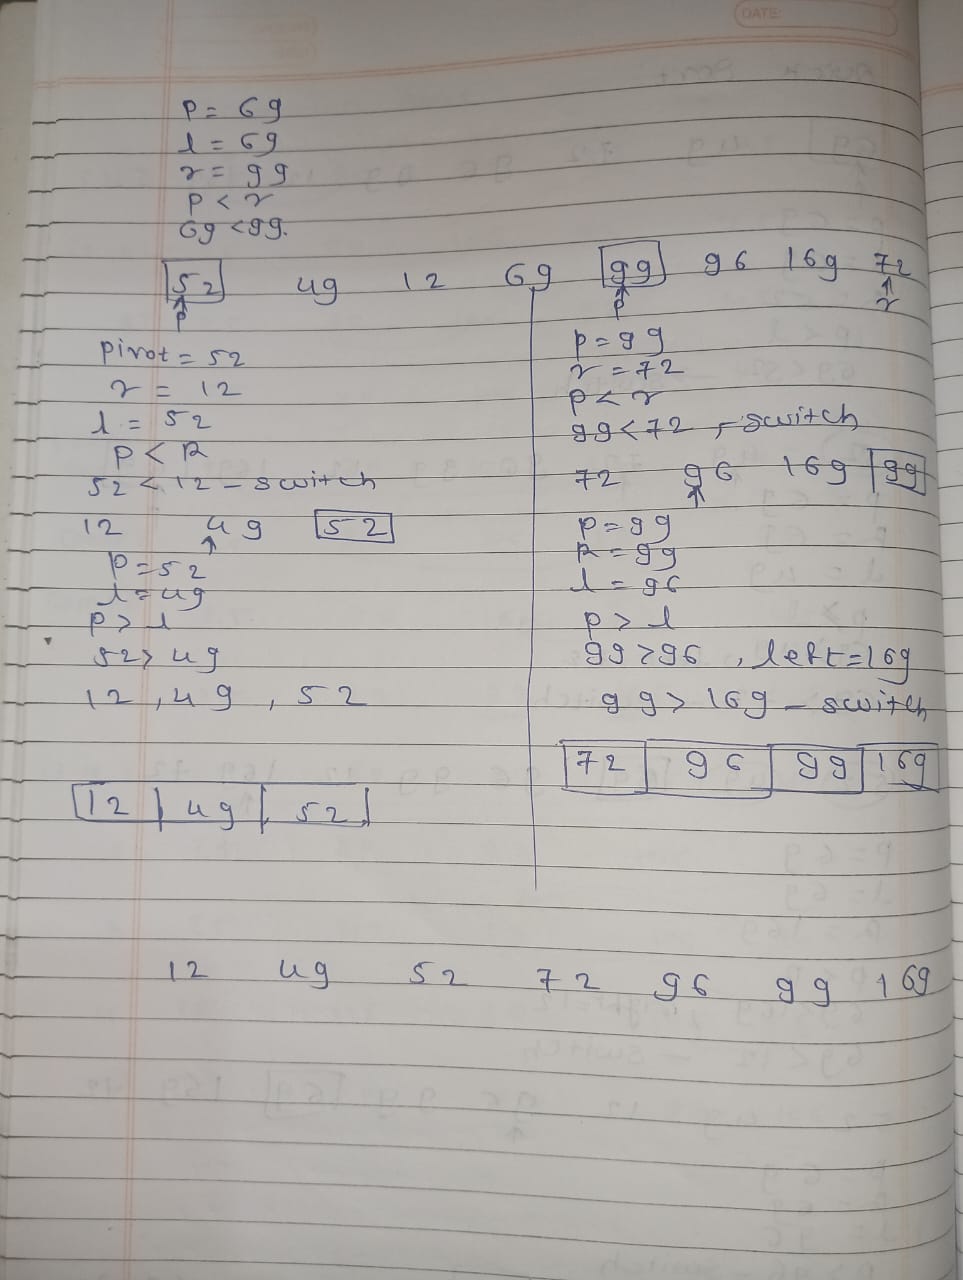 DATE:
P = 69
l = 69
r = 99
P < r
69 < 99.
52 49 12 69 99 96 169 72
p p r
pivot = 52
r = 12
l = 52
P < R
52 < 12 - switch
12 49 52
P = 52
l = 49
P > l
52 > 49
12 , 49 , 52
12 49 52
p = 99
r = 72
p < r
99 < 72 , - switch
72 96 169 99
p = 99
R = 99
l = 96
p > l
99 > 96 , left = 169
99 > 169 - switch
72 96 99 169
12 49 52 72 96 99 169